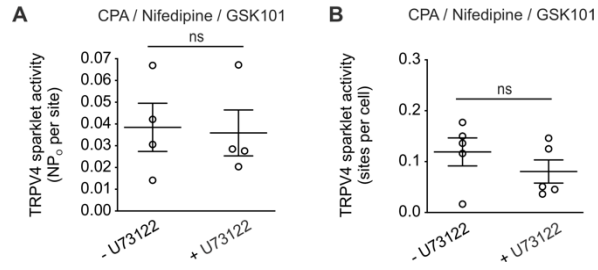 A
CPA / Nifedipine / GSK101
ns
TRPV4 sparklet activity
(NPO per site)
0.07
0.06
0.05
0.04
0.03
0.02
0.01
0.00
- U73122
+ U73122
B
CPA / Nifedipine / GSK101
ns
TRPV4 sparklet activity
(sites per cell)
0.3
0.2
0.1
0.0
- U73122
+ U73122